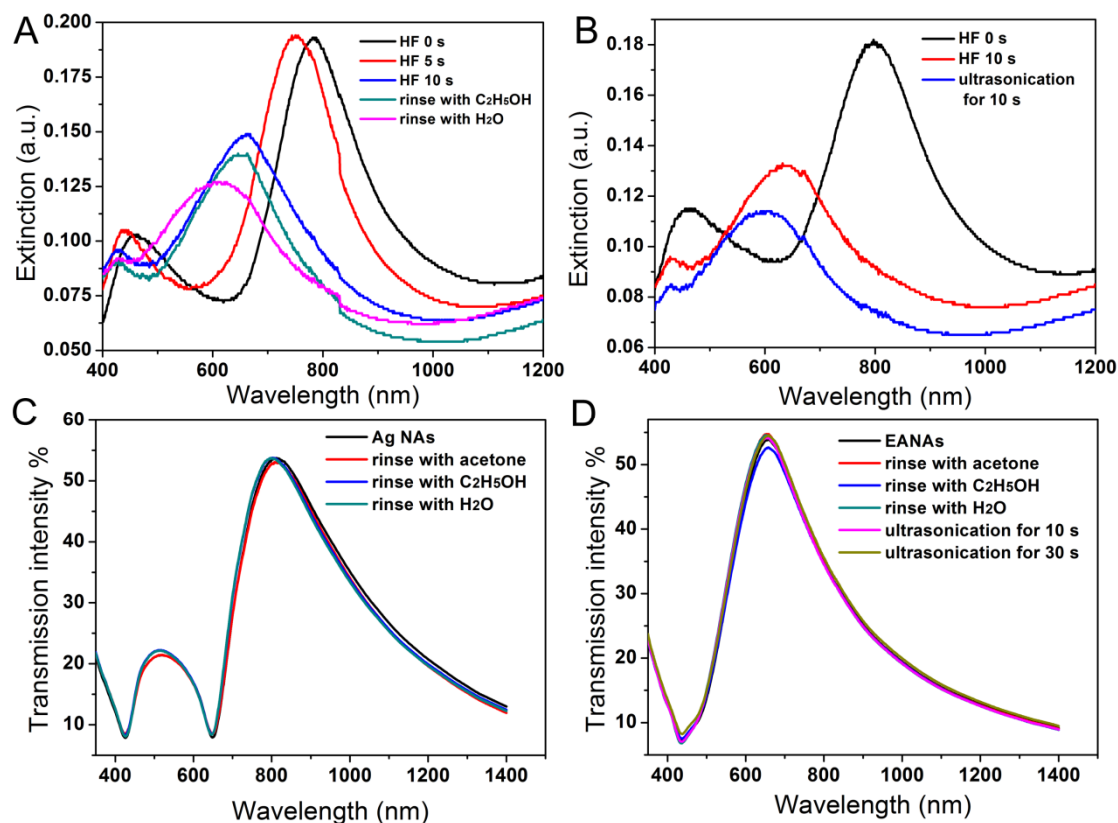 A
0.200
0.175
0.150
0.125
0.100
0.075
0.050
Extinction (a.u.)
HF 0 s
HF 5 s
HF 10 s
rinse with C2H5OH
rinse with H2O
400 600 800 1000 1200
Wavelength (nm)
B
0.18
0.16
0.14
0.12
0.10
0.08
0.06
Extinction (a.u.)
HF 0 s
HF 10 s
ultrasonication
for 10 s
400 600 800 1000 1200
Wavelength (nm)
C
60
50
40
30
20
10
Transmission intensity %
Ag NAs
rinse with acetone
rinse with C2H5OH
rinse with H2O
400 600 800 1000 1200 1400
Wavelength (nm)
D
50
40
30
20
10
Transmission intensity %
EANAs
rinse with acetone
rinse with C2H5OH
rinse with H2O
ultrasonication for 10 s
ultrasonication for 30 s
400 600 800 1000 1200 1400
Wavelength (nm)